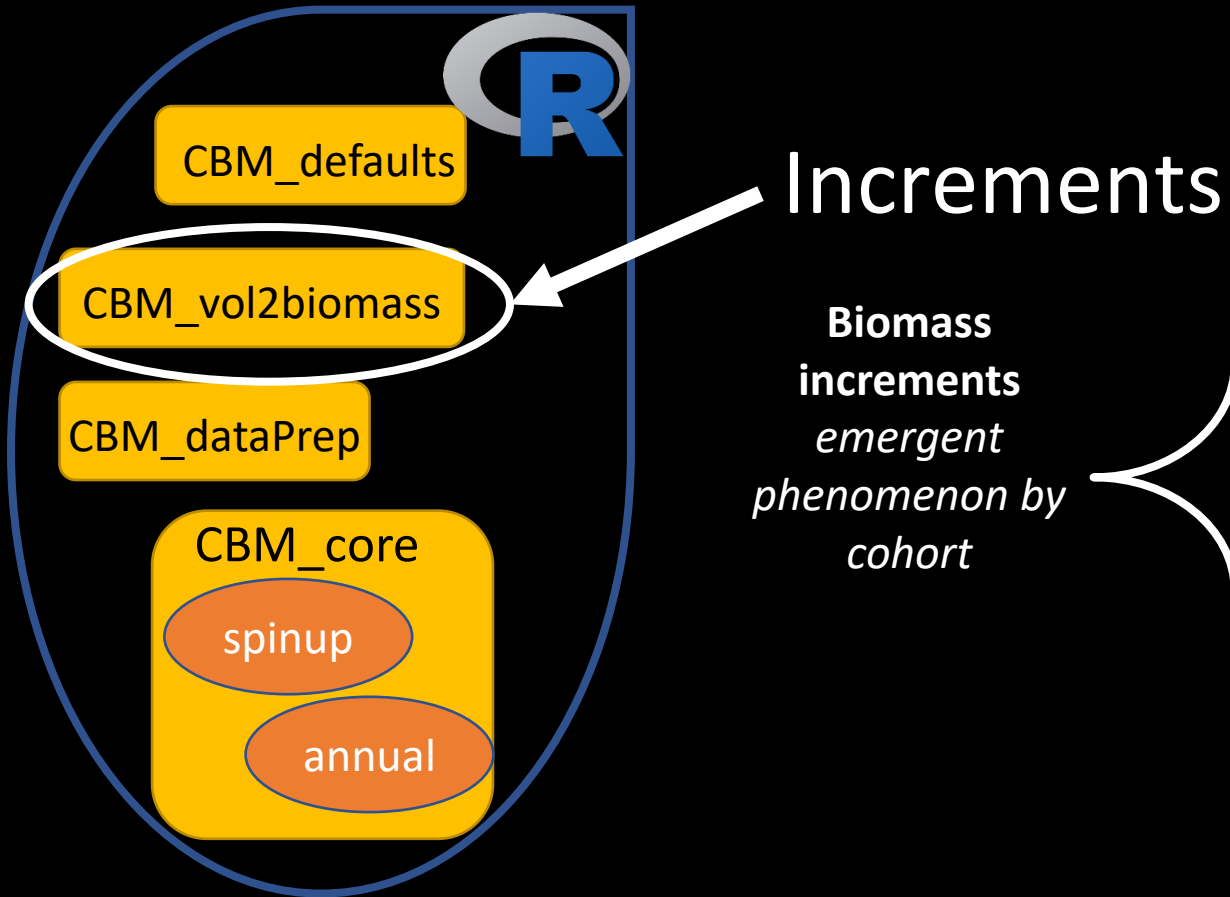 R
CBM_defaults
CBM_vol2biomass
CBM_dataPrep
CBM_core
spinup
annual
Increments
Biomass
increments
emergent
phenomenon by
cohort